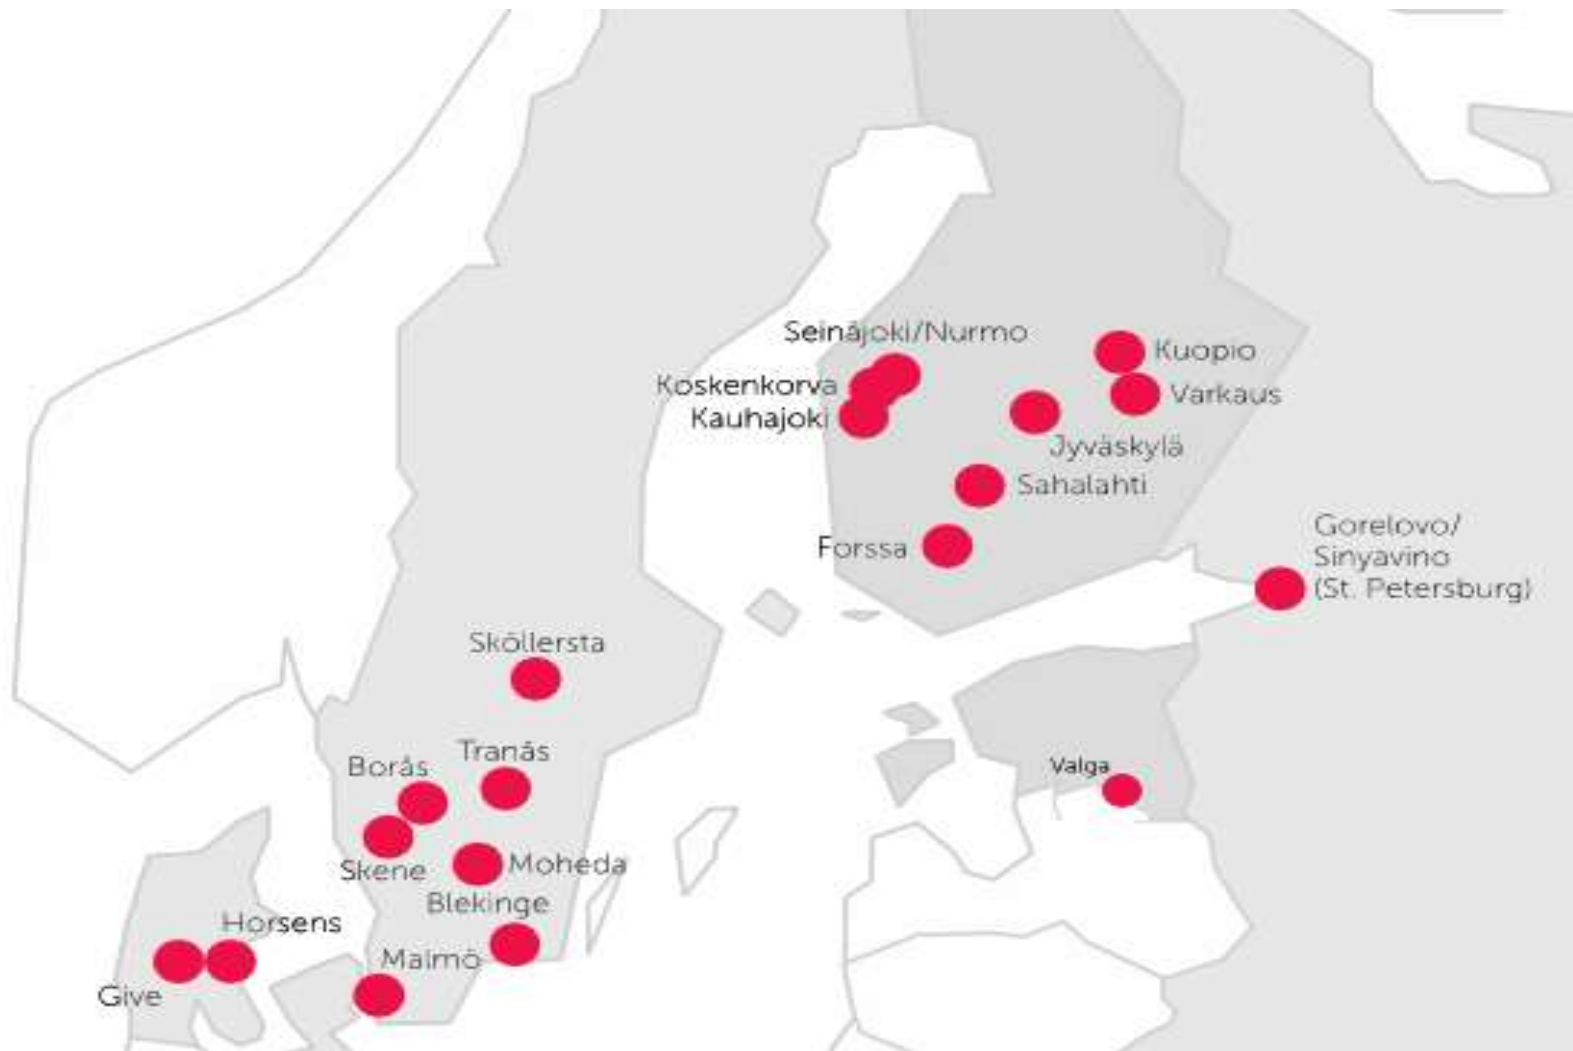 Seinäjoki/Nurmo
Kuopio
Koskenkorva
Varkaus
Kauhajoki
Jyväskylä
Sahalahti
Gorelovo/
Sinyavino
(St. Petersburg)
Forssa
Sköllersta
Tranås
Borås
Valga
Skene
Moheda
Blekinge
Horsens
Malmö
Give